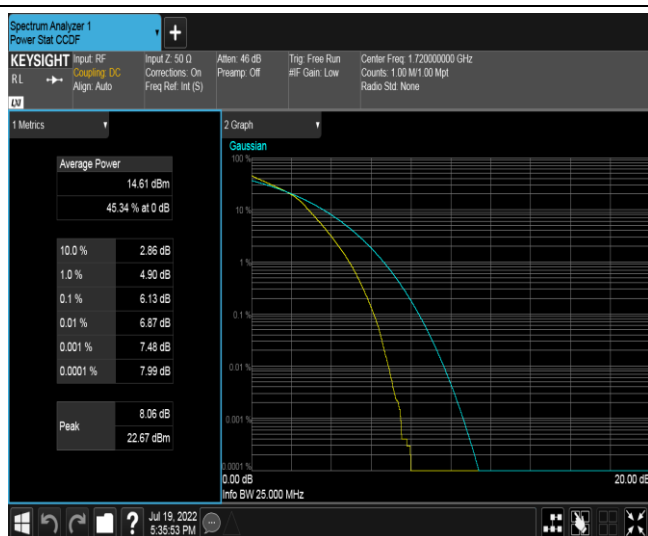 Spectrum Analyzer 1
Power Stat CCDF
+
KEYSIGHT
RL
LXI
Input: RF
Coupling: DC
Align: Auto
Input Z: 50 Ω
Corrections: On
Freq Ref: Int (S)
Atten: 46 dB
Preamp: Off
Trig: Free Run
#IF Gain: Low
Center Freq: 1.720000000 GHz
Counts: 1.00 M/1.00 Mpt
Radio Std: None
1 Metrics
Average Power
14.61 dBm
45.34 % at 0 dB
10.0 % 2.86 dB
1.0 % 4.90 dB
0.1 % 6.13 dB
0.01 % 6.87 dB
0.001 % 7.48 dB
0.0001 % 7.99 dB
Peak
8.06 dB
22.67 dBm
2 Graph
Gaussian
100 %
10 %
1 %
0.1 %
0.01 %
0.001 %
0.0001 %
0.00 dB
20.00 dB
Info BW 25.000 MHz
?
Jul 19, 2022
5:35:53 PM